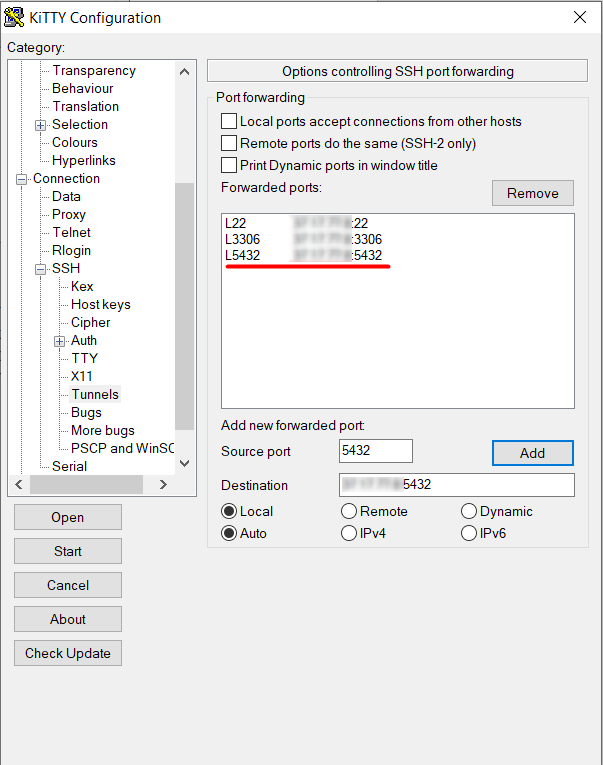 KiTTY Configuration
Category:
Transparency
Behaviour
Translation
Selection
Colours
Hyperlinks
Connection
Data
Proxy
Telnet
Rlogin
SSH
Kex
Host keys
Cipher
Auth
TTY
X11
Tunnels
Bugs
More bugs
PSCP and WinSC
Serial
Open
Start
Cancel
About
Check Update
Options controlling SSH port forwarding
Port forwarding
Local ports accept connections from other hosts
Remote ports do the same (SSH-2 only)
Print Dynamic ports in window title
Forwarded ports:
Remove
L22 :22
L3306 :3306
L5432 :5432
Add new forwarded port:
Source port 5432 Add
Destination 5432
Local Remote Dynamic
Auto IPv4 IPv6